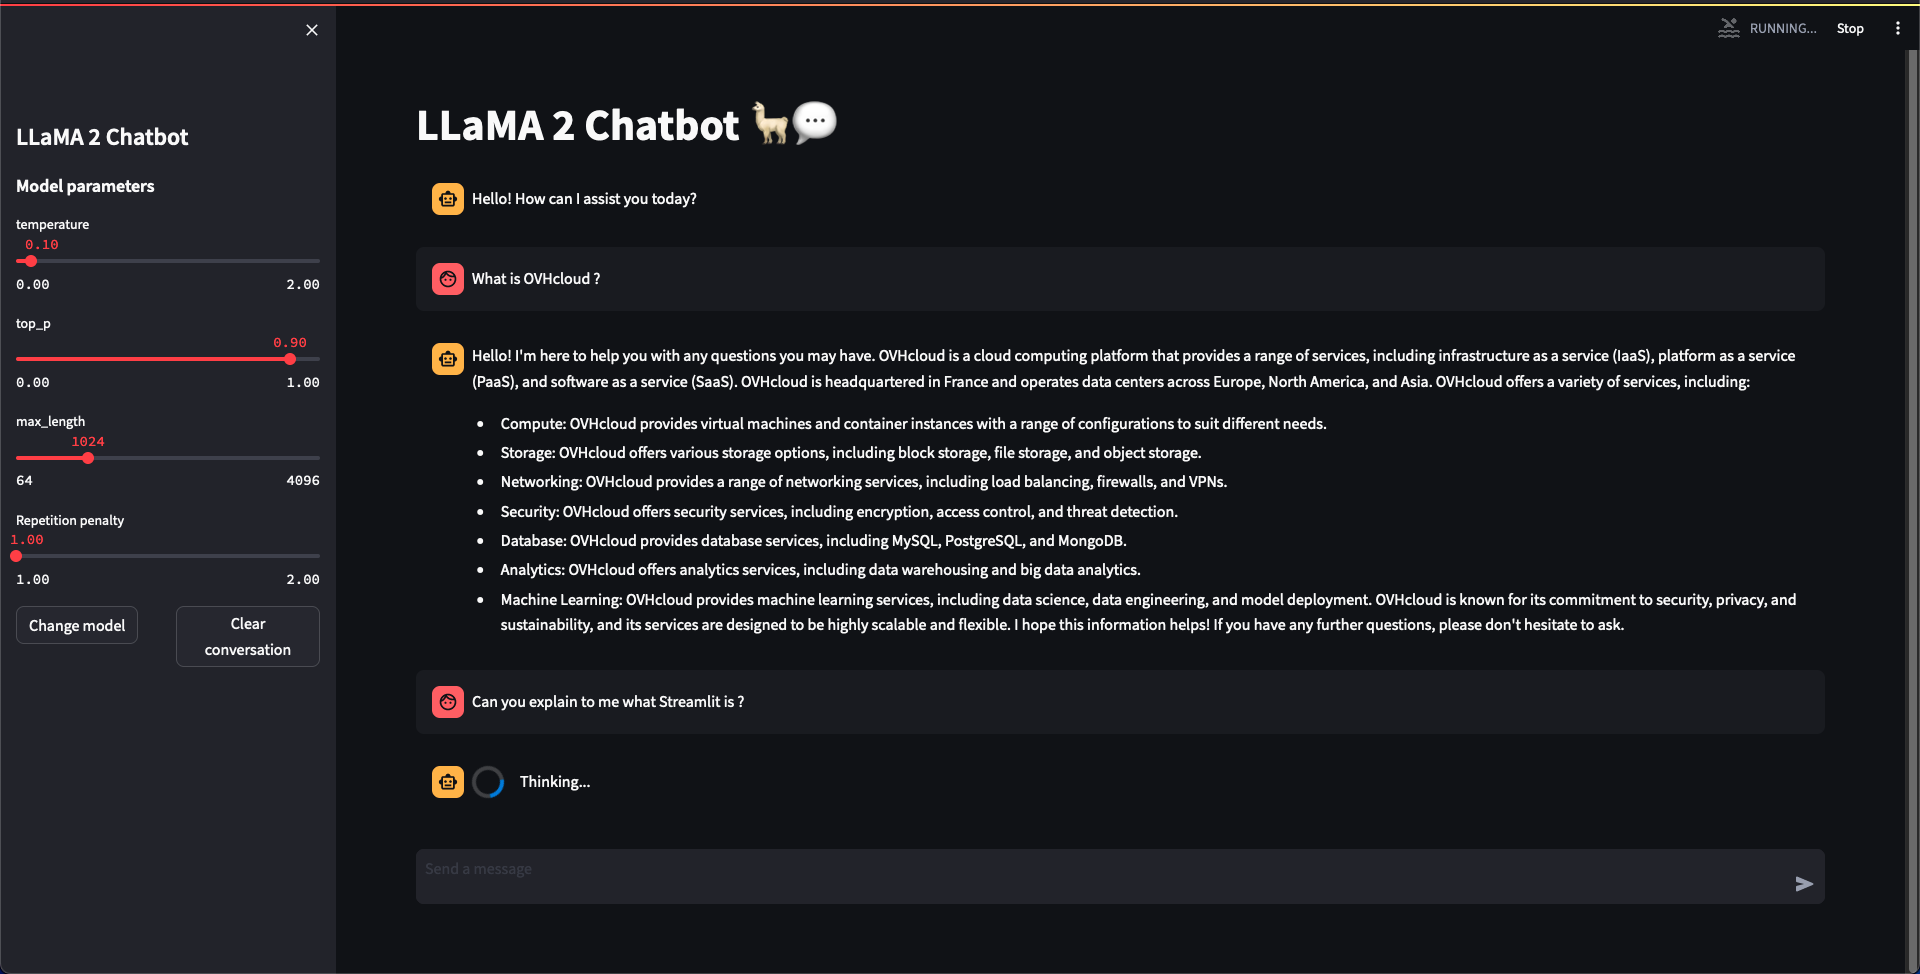 RUNNING...
Stop
LLaMA 2 Chatbot
Model parameters
temperature
0.10
0.00
2.00
top_p
0.90
0.00
1.00
max_length
1024
64
4096
Repetition penalty
1.00
1.00
2.00
Change model
Clear
conversation
LLaMA 2 Chatbot 🦙💬
Hello! How can I assist you today?
What is OVHcloud ?
Hello! I'm here to help you with any questions you may have. OVHcloud is a cloud computing platform that provides a range of services, including infrastructure as a service (IaaS), platform as a service
(PaaS), and software as a service (SaaS). OVHcloud is headquartered in France and operates data centers across Europe, North America, and Asia. OVHcloud offers a variety of services, including:
• Compute: OVHcloud provides virtual machines and container instances with a range of configurations to suit different needs.
• Storage: OVHcloud offers various storage options, including block storage, file storage, and object storage.
• Networking: OVHcloud provides a range of networking services, including load balancing, firewalls, and VPNs.
• Security: OVHcloud offers security services, including encryption, access control, and threat detection.
• Database: OVHcloud provides database services, including MySQL, PostgreSQL, and MongoDB.
• Analytics: OVHcloud offers analytics services, including data warehousing and big data analytics.
• Machine Learning: OVHcloud provides machine learning services, including data science, data engineering, and model deployment. OVHcloud is known for its commitment to security, privacy, and
sustainability, and its services are designed to be highly scalable and flexible. I hope this information helps! If you have any further questions, please don't hesitate to ask.
Can you explain to me what Streamlit is ?
Thinking...
Send a message